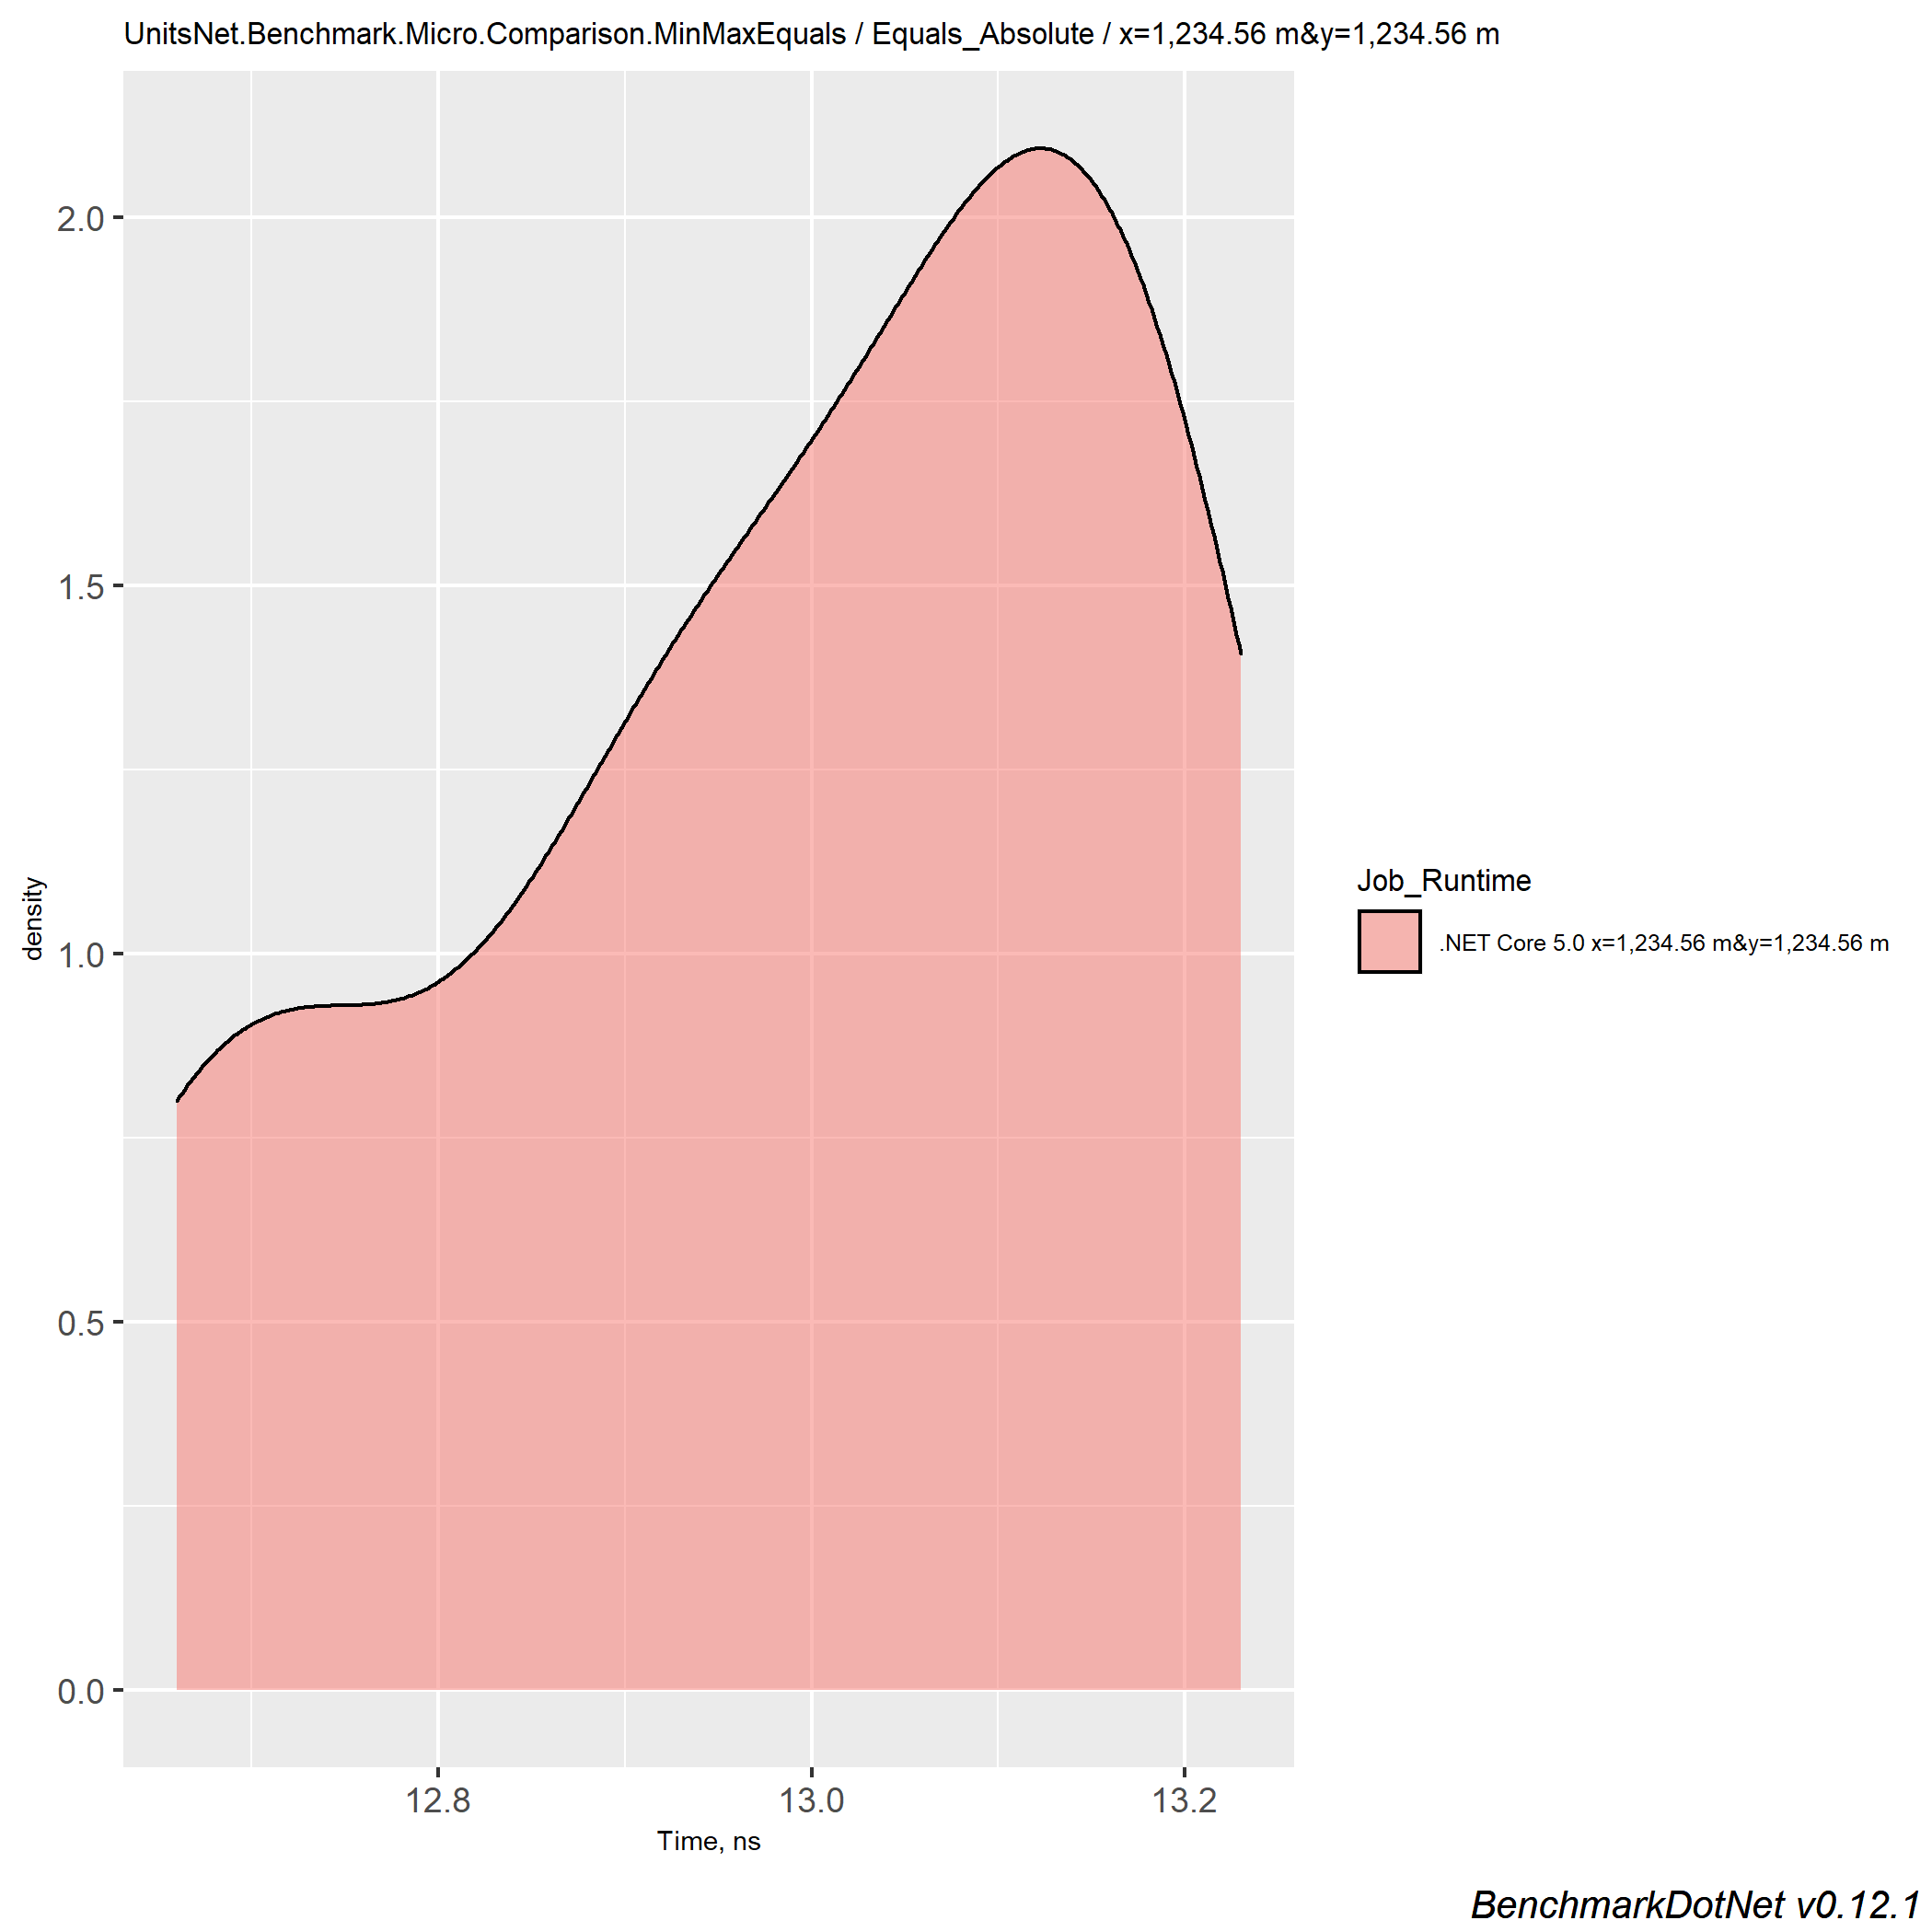 UnitsNet.Benchmark.Micro.Comparison.MinMaxEquals / Equals_Absolute / x=1,234.56 m&y=1,234.56 m
density
2.0
1.5
1.0
0.5
0.0
12.8 13.0 13.2
Time, ns
Job_Runtime
.NET Core 5.0 x=1,234.56 m&y=1,234.56 m
BenchmarkDotNet v0.12.1